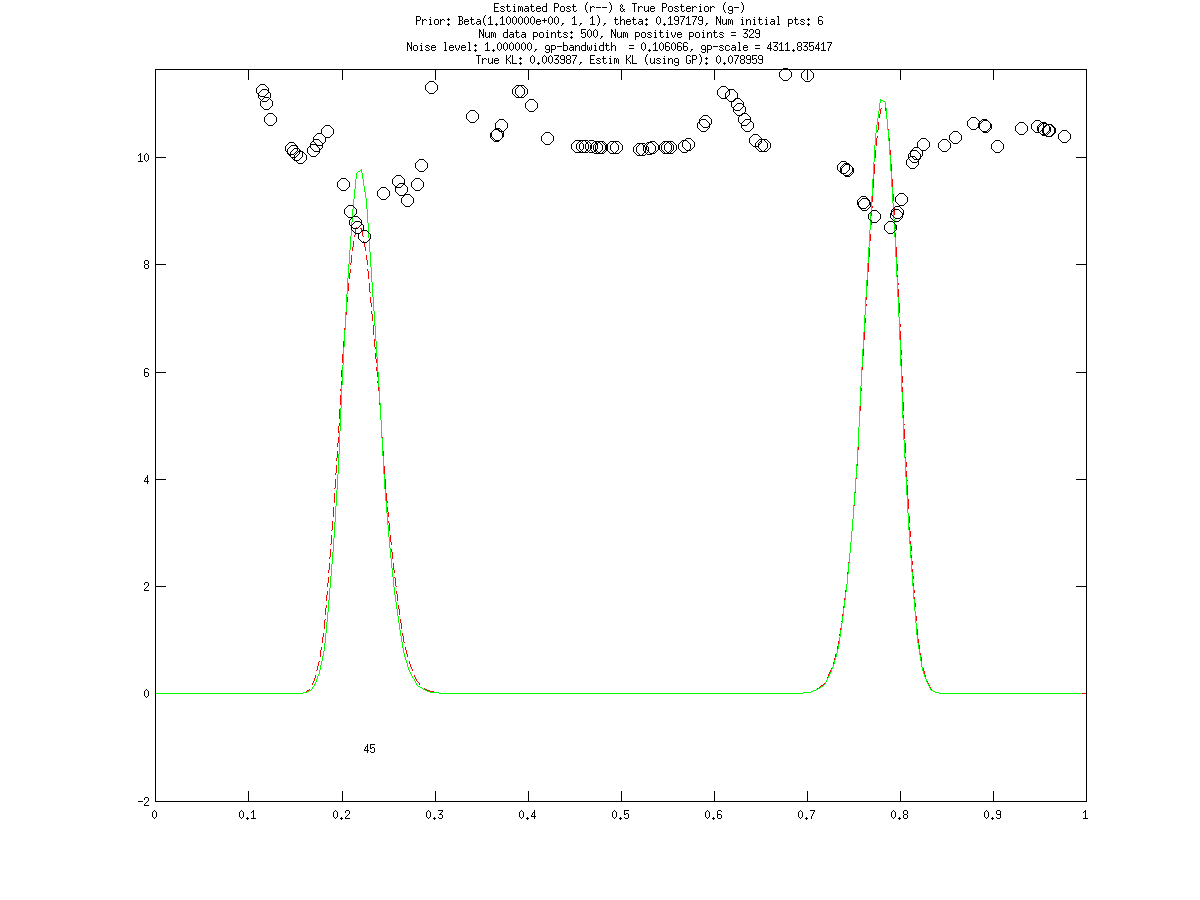 Estimated Post (r--) & True Posterior (g-)
Prior: Beta(1.100000e+00, 1, 1), theta: 0.197179, Num initial pts: 6
Num data points: 500, Num positive points = 329
Noise level: 1.000000, gp-bandwidth  = 0.106066, gp-scale = 4311.835417
True KL: 0.003987, Estim KL (using GP): 0.078959
10
8
6
4
2
0
45
-2
0 0.1 0.2 0.3 0.4 0.5 0.6 0.7 0.8 0.9 1